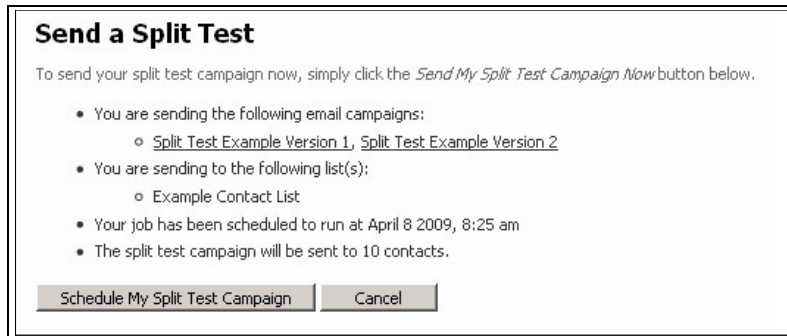 Send a Split Test
To send your split test campaign now, simply click the Send My Split Test Campaign Now button below.
You are sending the following email campaigns:
Split Test Example Version 1, Split Test Example Version 2
You are sending to the following list(s):
Example Contact List
Your job has been scheduled to run at April 8 2009, 8:25 am
The split test campaign will be sent to 10 contacts.
Schedule My Split Test Campaign Cancel